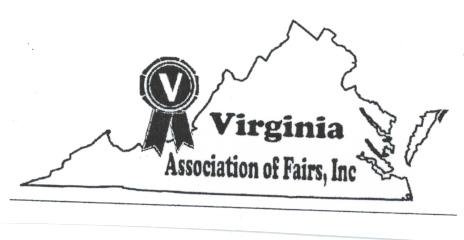 V
Virginia
Association of Fairs, Inc